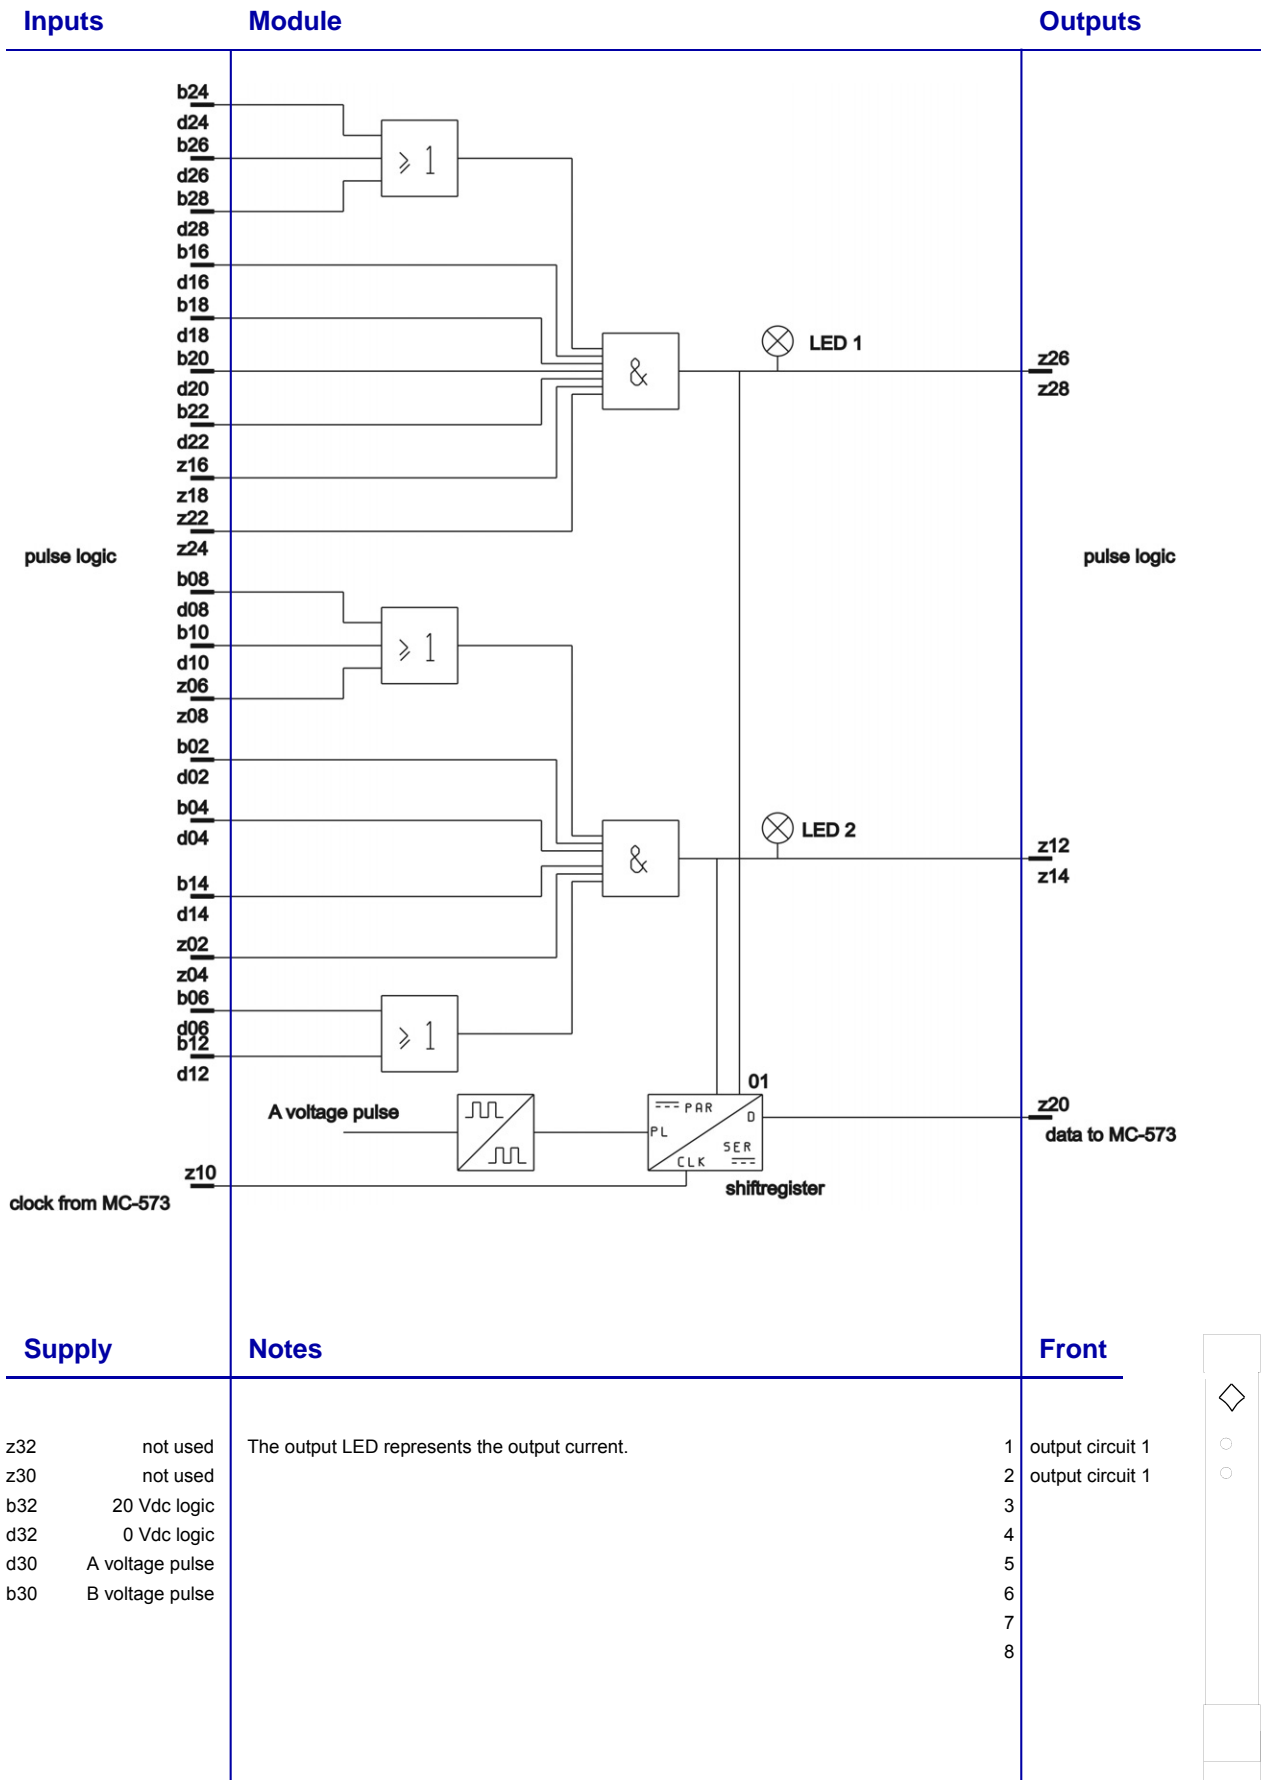 Inputs Module Outputs
b24
d24
b26
d26
b28
d28
b16
d16
b18
d18
b20
d20
b22
d22
z16
z18
z22
z24
≥ 1
&
LED 1
z26
z28
pulse logic
pulse logic
b08
d08
b10
d10
z06
z08
b02
d02
b04
d04
b14
d14
z02
z04
b06
d06
b12
d12
≥ 1
&
LED 2
z12
z14
≥ 1
01
A voltage pulse
PAR
D
PL
SER
CLK
z20
data to MC-573
z10
shiftregister
clock from MC-573
Supply Notes Front
z32 not used The output LED represents the output current. 1 output circuit 1
z30 not used 2 output circuit 1
b32 20 Vdc logic 3
d32 0 Vdc logic 4
d30 A voltage pulse 5
b30 B voltage pulse 6
7
8